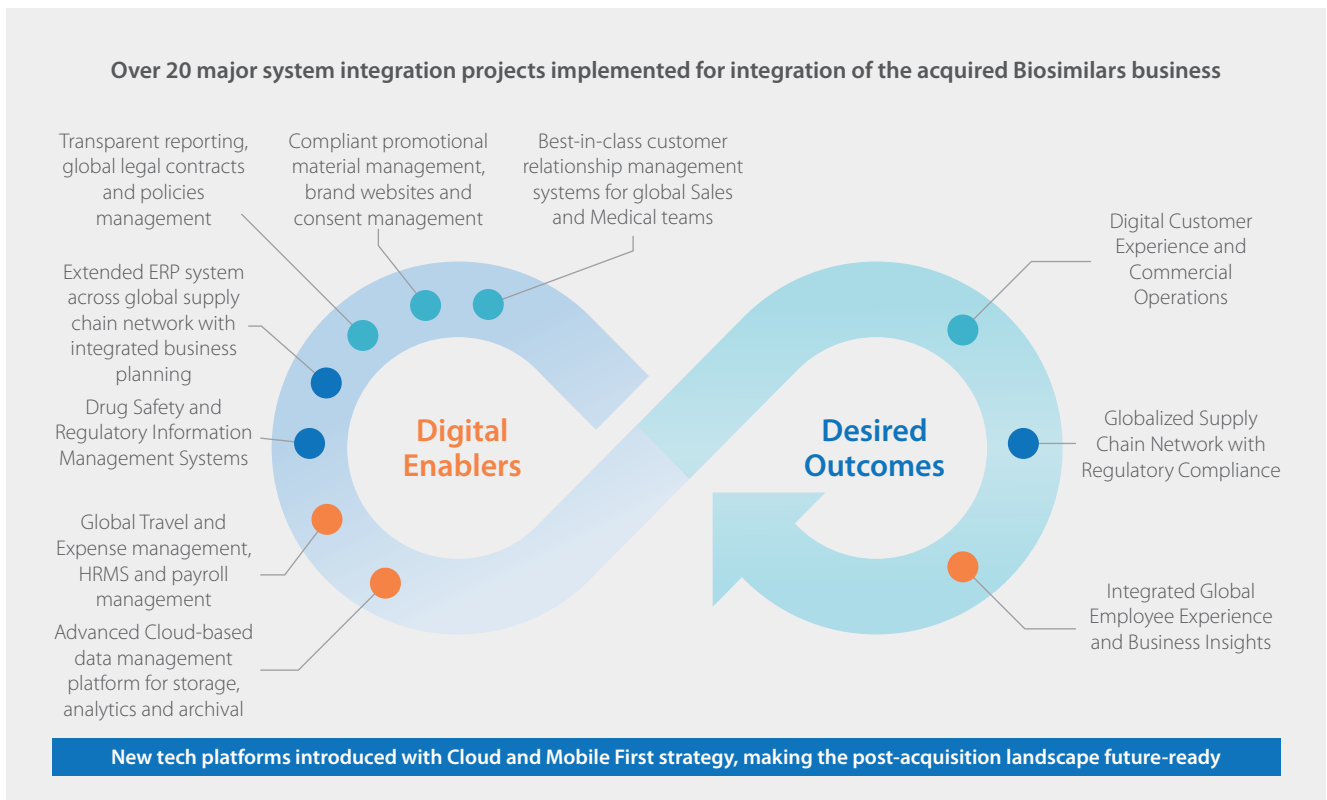 Over 20 major system integration projects implemented for integration of the acquired Biosimilars business
Transparent reporting,
global legal contracts
and policies
management
Compliant promotional
material management,
brand websites and
consent management
Best-in-class customer
relationship management
systems for global Sales
and Medical teams
Extended ERP system
across global supply
chain network with
integrated business
planning
Drug Safety and
Regulatory Information
Management Systems
Global Travel and
Expense management,
HRMS and payroll
management
Advanced Cloud-based
data management
platform for storage,
analytics and archival
Digital
Enablers
Desired
Outcomes
Digital Customer
Experience and
Commercial
Operations
Globalized Supply
Chain Network with
Regulatory Compliance
Integrated Global
Employee Experience
and Business Insights
New tech platforms introduced with Cloud and Mobile First strategy, making the post-acquisition landscape future-ready